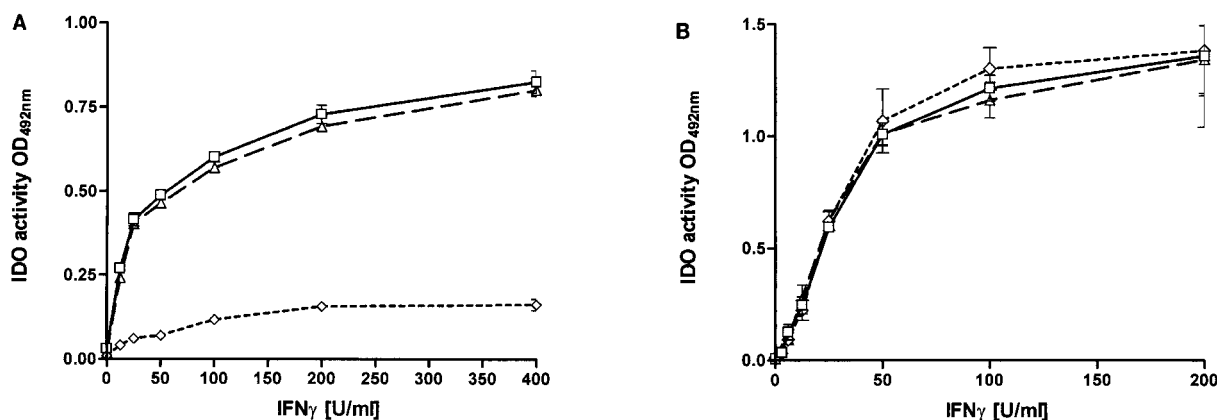 A
1.00
0.75
0.50
0.25
0.00
IDO activity OD492nm
0 50 100 150 200 250 300 350 400
IFNγ [U/ml]
B
1.5
1.0
0.5
0.0
IDO activity OD492nm
0 50 100 150 200
IFNγ [U/ml]